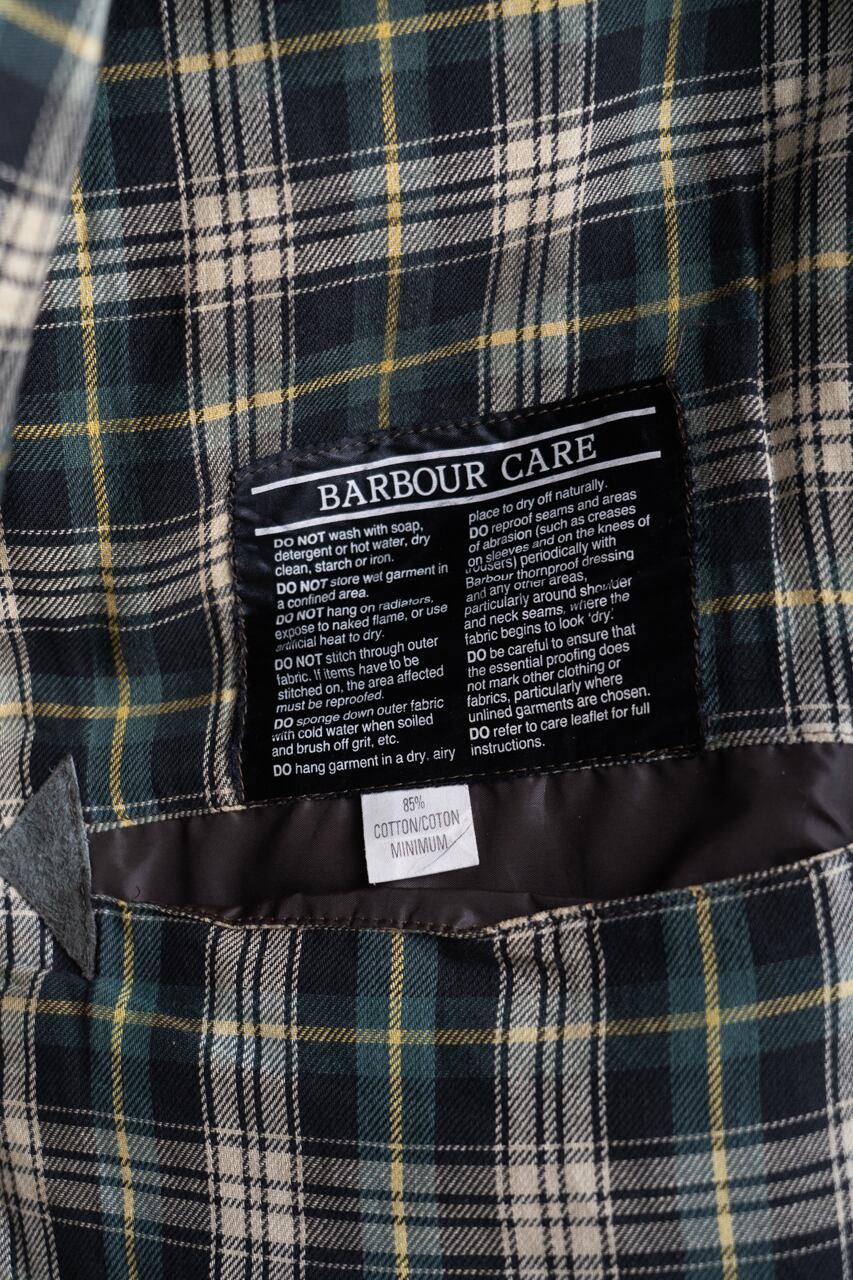 BARBOUR CARE
DO NOT wash with soap,
detergent or hot water, dry
clean, starch or iron.
DO NOT store wet garment in
a confined area.
DO NOT hang on radiators,
expose to naked flame, or use
artificial heat to dry.
DO NOT stitch through outer
fabric. If items have to be
stitched on, the area affected
must be reproofed.
DO sponge down outer fabric
with cold water when soiled
and brush off grit, etc.
DO hang garment in a dry, airy
place to dry off naturally.
DO reproof seams and areas
of abrasion (such as creases
on sleeves and on the knees of
trousers) periodically with
Barbour thornproof dressing
and any other areas,
particularly around shoulder
and neck seams, where the
fabric begins to look 'dry'.
DO be careful to ensure that
the essential proofing does
not mark other clothing or
fabrics, particularly where
unlined garments are chosen.
DO refer to care leaflet for full
instructions.
85%
COTTON/COTON
MINIMUM